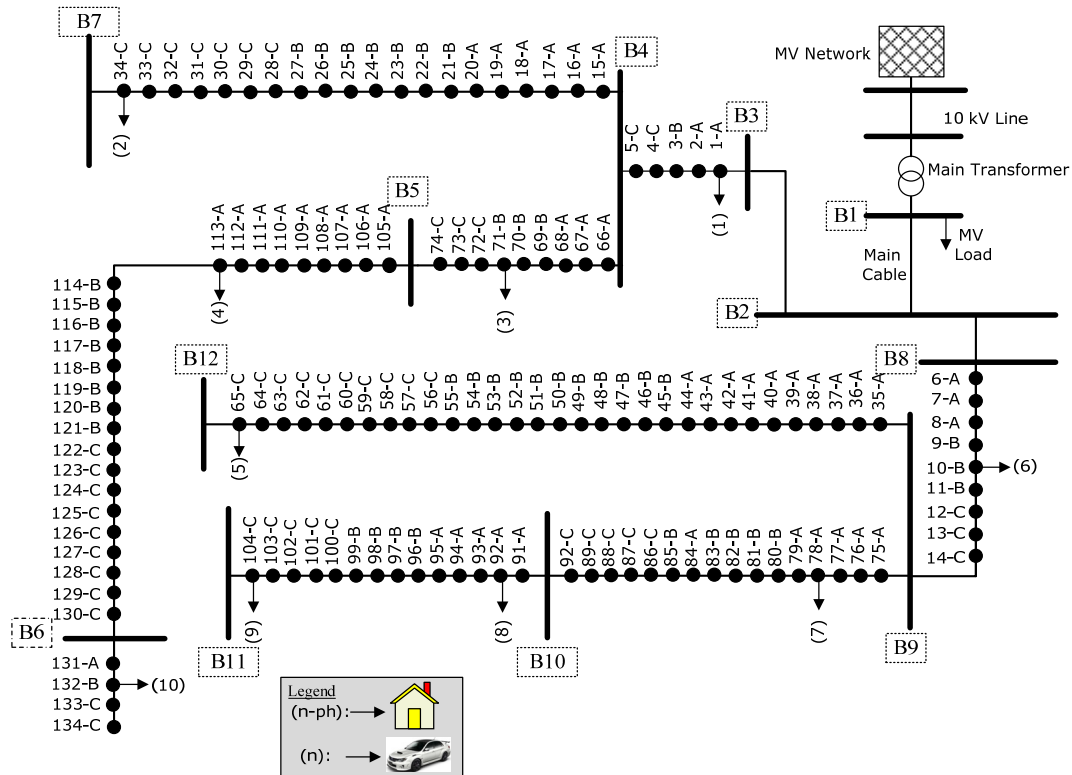 B7
34-C
33-C
32-C
31-C
30-C
29-C
28-C
27-B
26-B
25-B
24-B
23-B
22-B
21-B
20-A
19-A
18-A
17-A
16-A
15-A
(2)
B4
5-C
4-C
3-B
2-A
1-A
(1)
B3
MV Network
10 kV Line
Main Transformer
B1
MV
Load
Main
Cable
B2
113-A
112-A
111-A
110-A
109-A
108-A
107-A
106-A
105-A
(4)
B5
74-C
73-C
72-C
71-B
70-B
69-B
68-A
67-A
66-A
(3)
114-B
115-B
116-B
117-B
118-B
119-B
120-B
121-B
122-C
123-C
124-C
125-C
126-C
127-C
128-C
129-C
130-C
B6
131-A
132-B
(10)
133-C
134-C
B12
65-C
64-C
63-C
62-C
61-C
60-C
59-C
58-C
57-C
56-C
55-B
54-B
53-B
52-B
51-B
50-B
49-B
48-B
47-B
46-B
45-B
44-A
43-A
42-A
41-A
40-A
39-A
38-A
37-A
36-A
35-A
(5)
B8
6-A
7-A
8-A
9-B
10-B
(6)
11-B
12-C
13-C
14-C
104-C
103-C
102-C
101-C
100-C
99-B
98-B
97-B
96-B
95-A
94-A
93-A
92-A
91-A
(9)
(8)
B11
92-C
89-C
88-C
87-C
86-C
85-B
84-A
83-B
82-B
81-B
80-B
79-A
78-A
77-A
76-A
75-A
(7)
B10
B9
Legend
(n-ph):
(n):